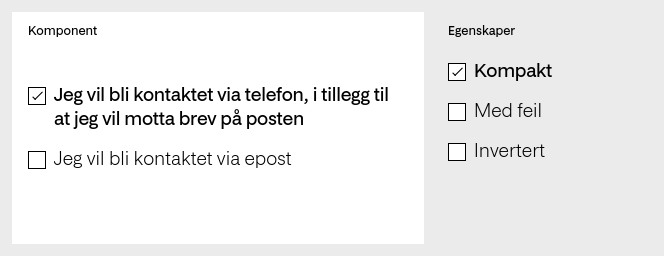 Komponent
Jeg vil bli kontaktet via telefon, i tillegg til
at jeg vil motta brev på posten
Jeg vil bli kontaktet via epost
Egenskaper
Kompakt
Med feil
Invertert